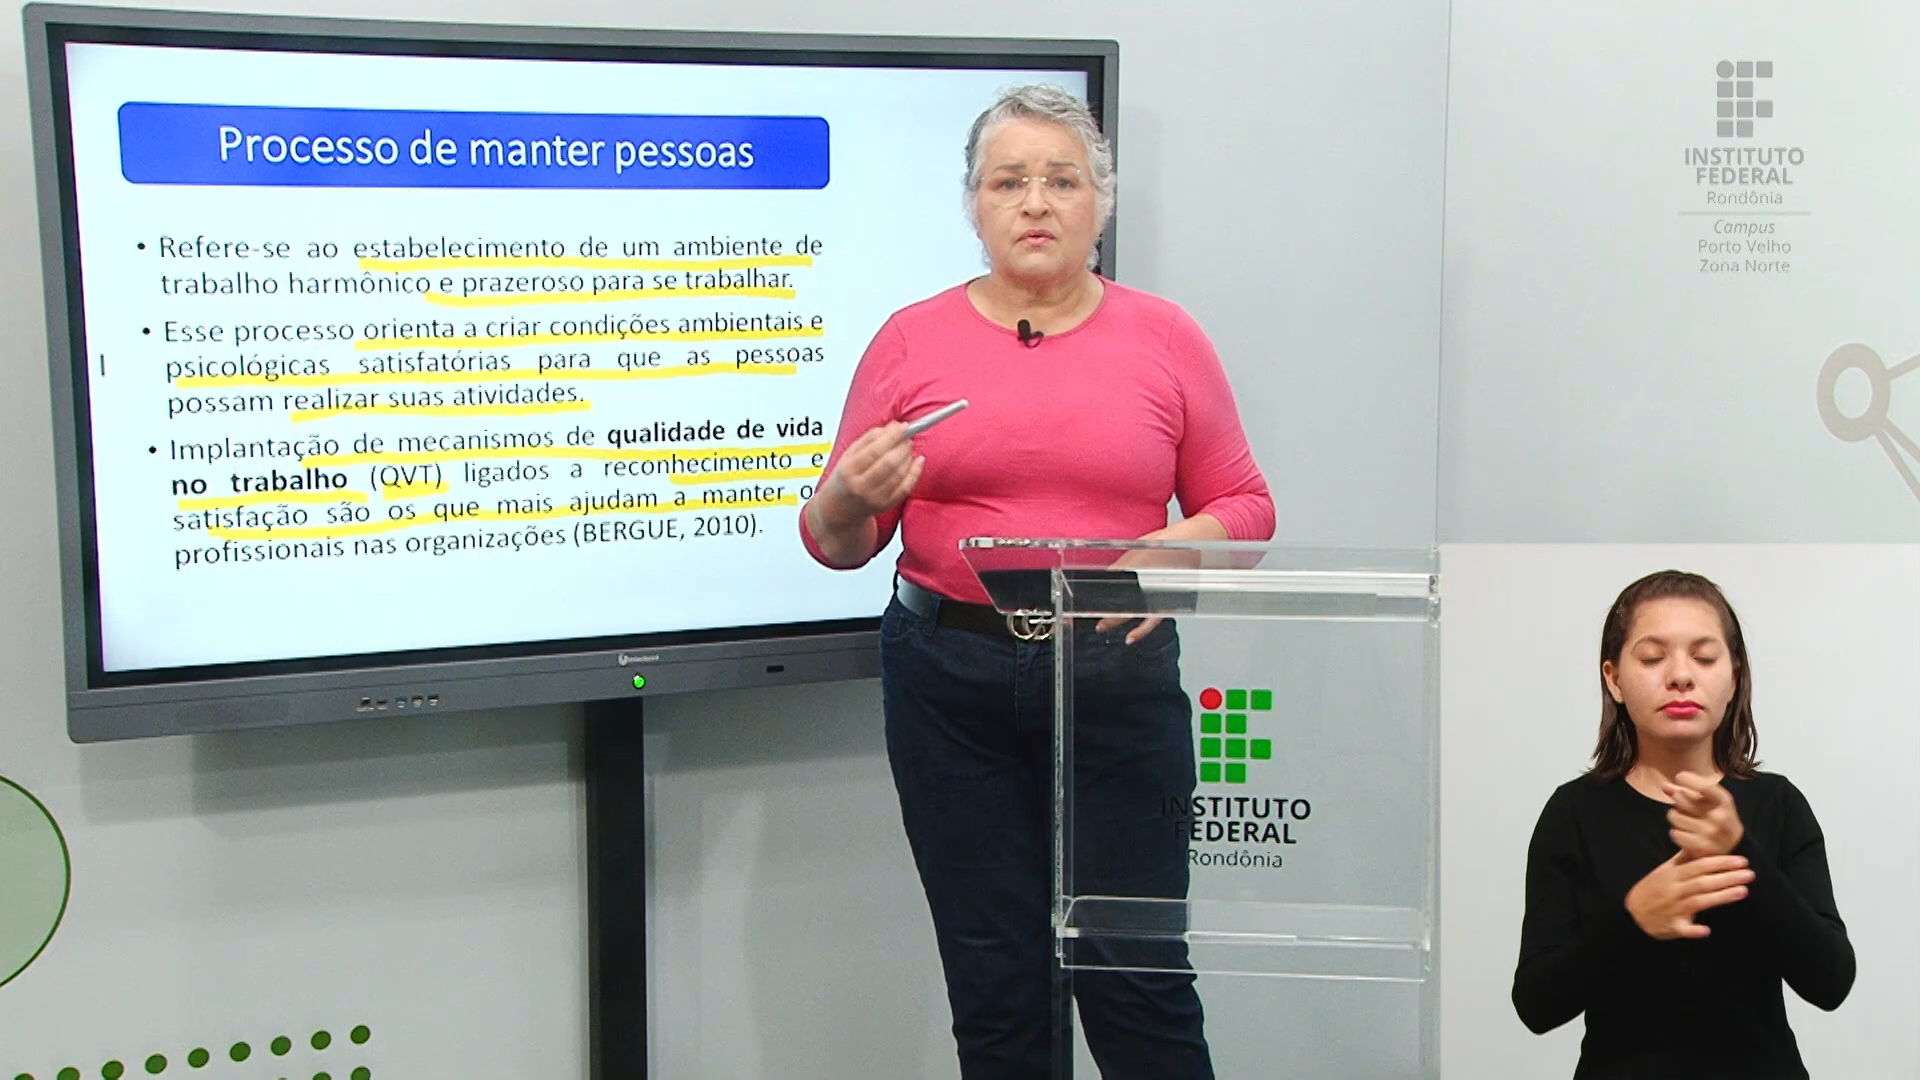 Processo de manter pessoas
• Refere-se ao estabelecimento de um ambiente de
trabalho harmônico e prazeroso para se trabalhar.
• Esse processo orienta a criar condições ambientais e
psicológicas satisfatórias para que as pessoas
possam realizar suas atividades.
• Implantação de mecanismos de qualidade de vida
no trabalho (QVT) ligados a reconhecimento e
satisfação são os que mais ajudam a manter o
profissionais nas organizações (BERGUE, 2010).
INSTITUTO
FEDERAL
Rondônia
Campus
Porto Velho
Zona Norte
INSTITUTO
FEDERAL
Rondônia